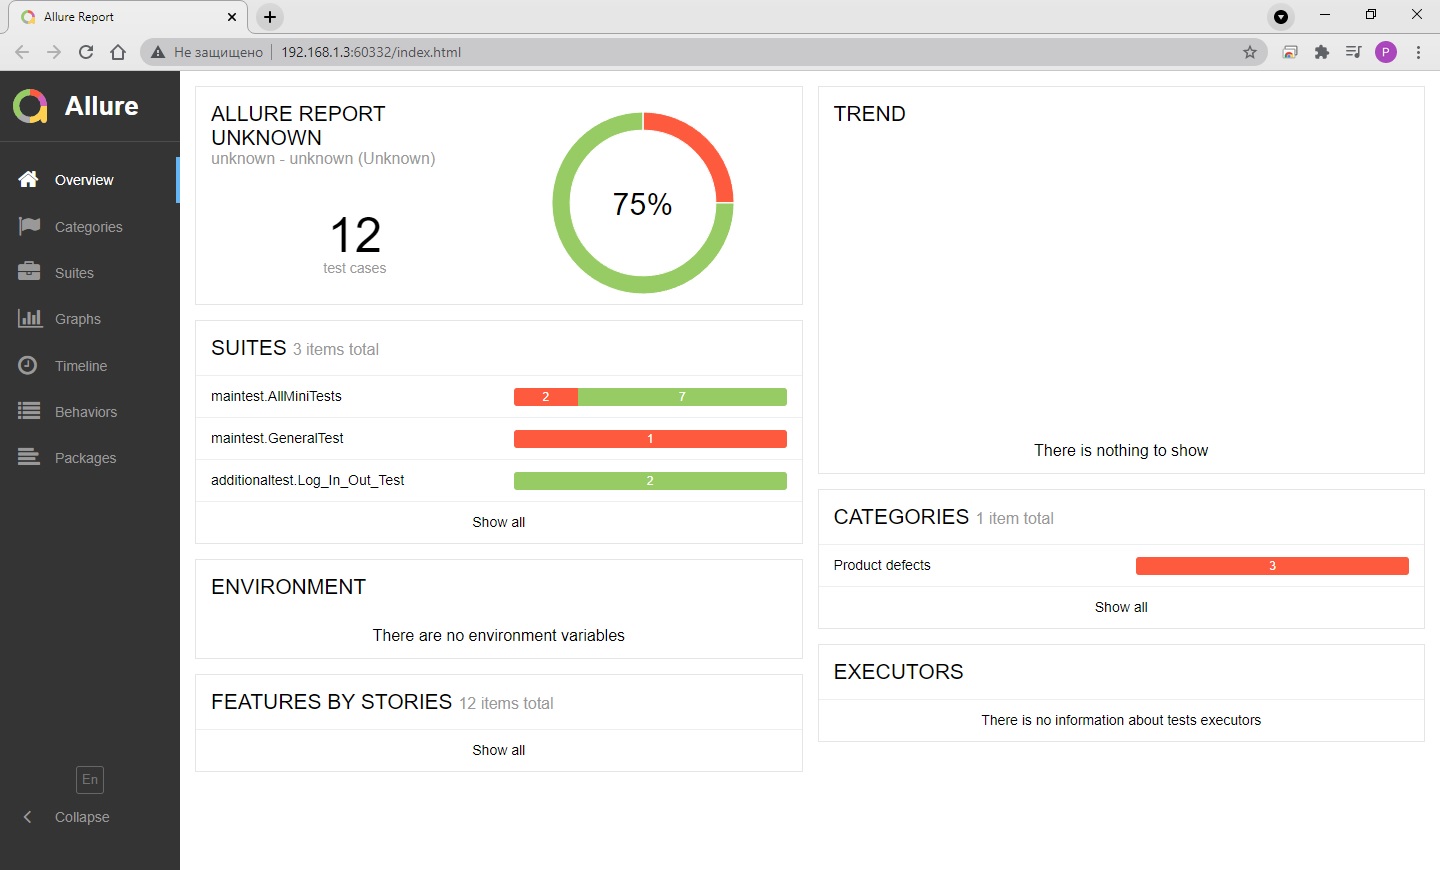 Allure Report
Не защищено
192.168.1.3:60332/index.html
P
Allure
Overview
Categories
Suites
Graphs
Timeline
Behaviors
Packages
En
Collapse
ALLURE REPORT
UNKNOWN
unknown - unknown (Unknown)
12
test cases
75%
SUITES 3 items total
maintest.AllMiniTests 2 7
maintest.GeneralTest 1
additionaltest.Log_In_Out_Test 2
Show all
ENVIRONMENT
There are no environment variables
FEATURES BY STORIES 12 items total
Show all
TREND
There is nothing to show
CATEGORIES 1 item total
Product defects 3
Show all
EXECUTORS
There is no information about tests executors